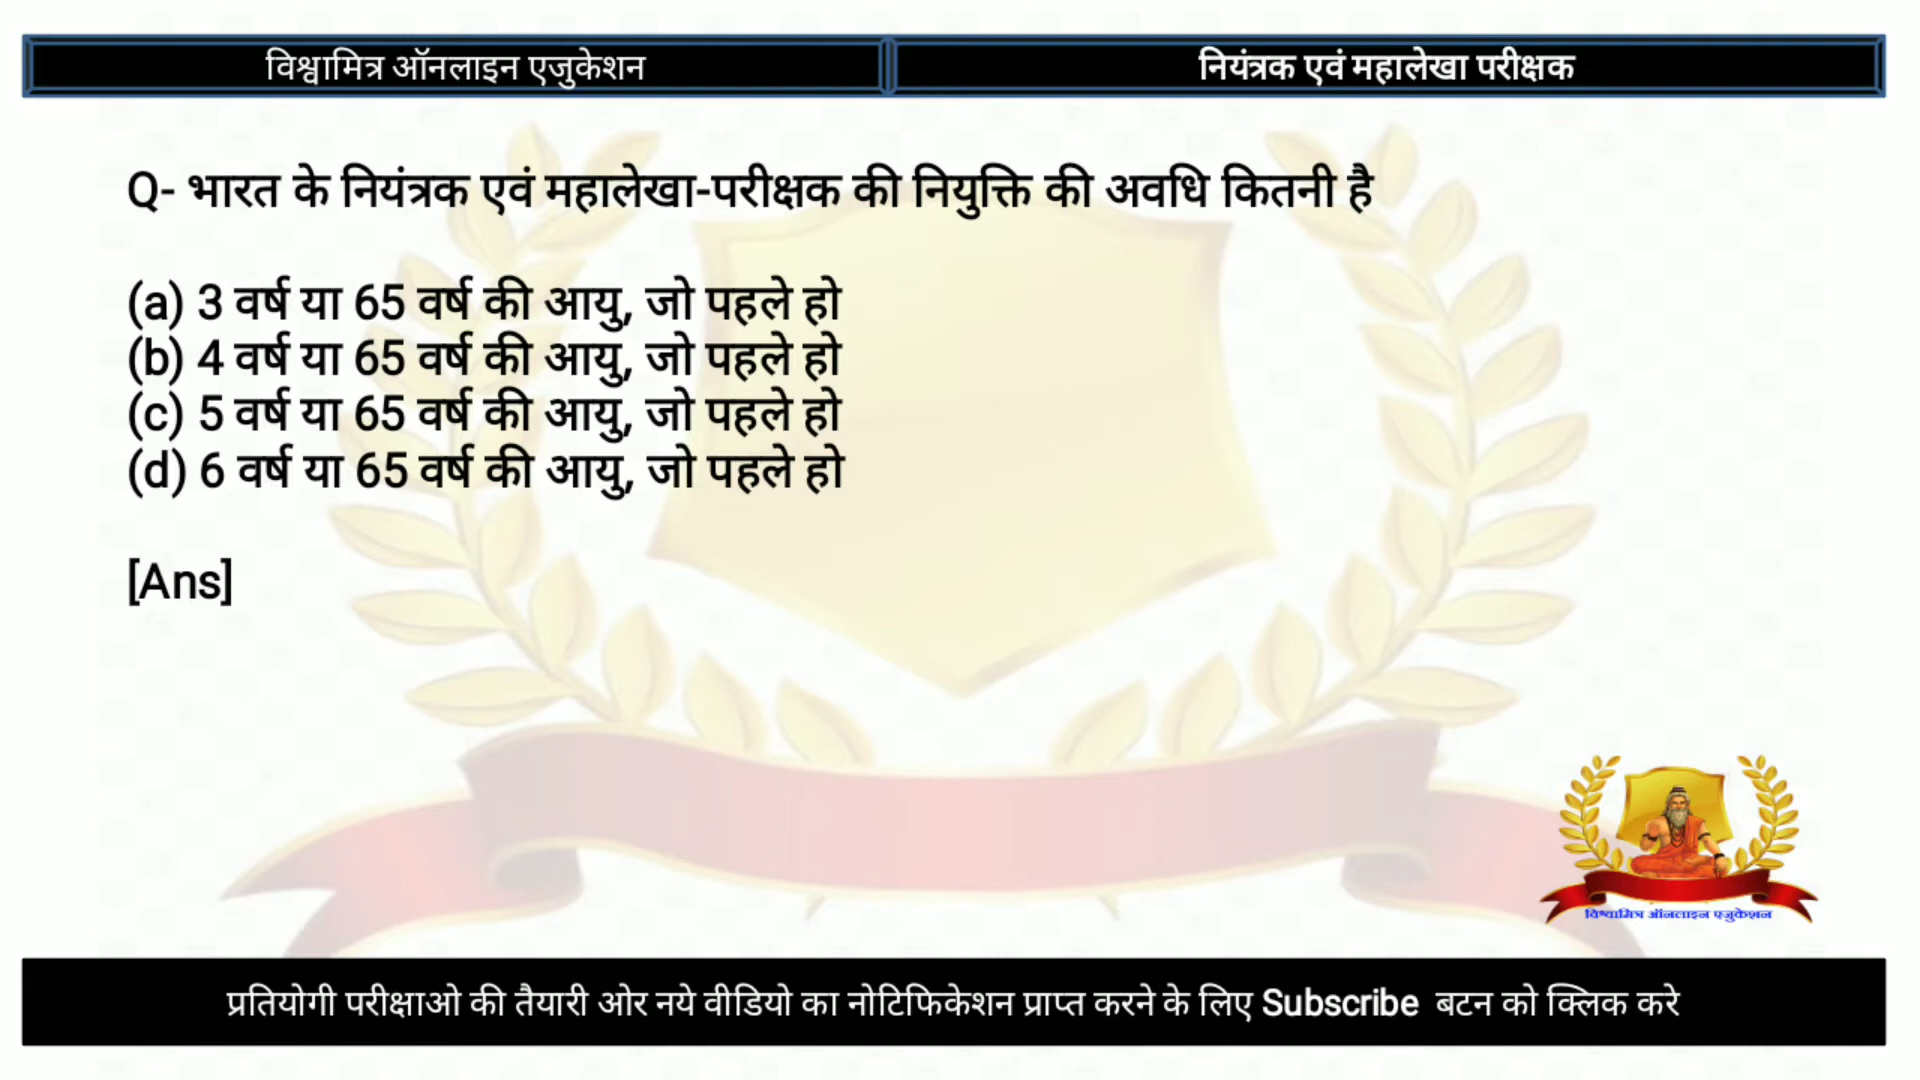 विश्वामित्र ऑनलाइन एजुकेशन
नियंत्रक एवं महालेखा परीक्षक
Q- भारत के नियंत्रक एवं महालेखा-परीक्षक की नियुक्ति की अवधि कितनी है
(a) 3 वर्ष या 65 वर्ष की आयु, जो पहले हो
(b) 4 वर्ष या 65 वर्ष की आयु, जो पहले हो
(c) 5 वर्ष या 65 वर्ष की आयु, जो पहले हो
(d) 6 वर्ष या 65 वर्ष की आयु, जो पहले हो
[Ans]
विश्वामित्र ऑनलाइन एजुकेशन
प्रतियोगी परीक्षाओ की तैयारी ओर नये वीडियो का नोटिफिकेशन प्राप्त करने के लिए Subscribe बटन को क्लिक करे